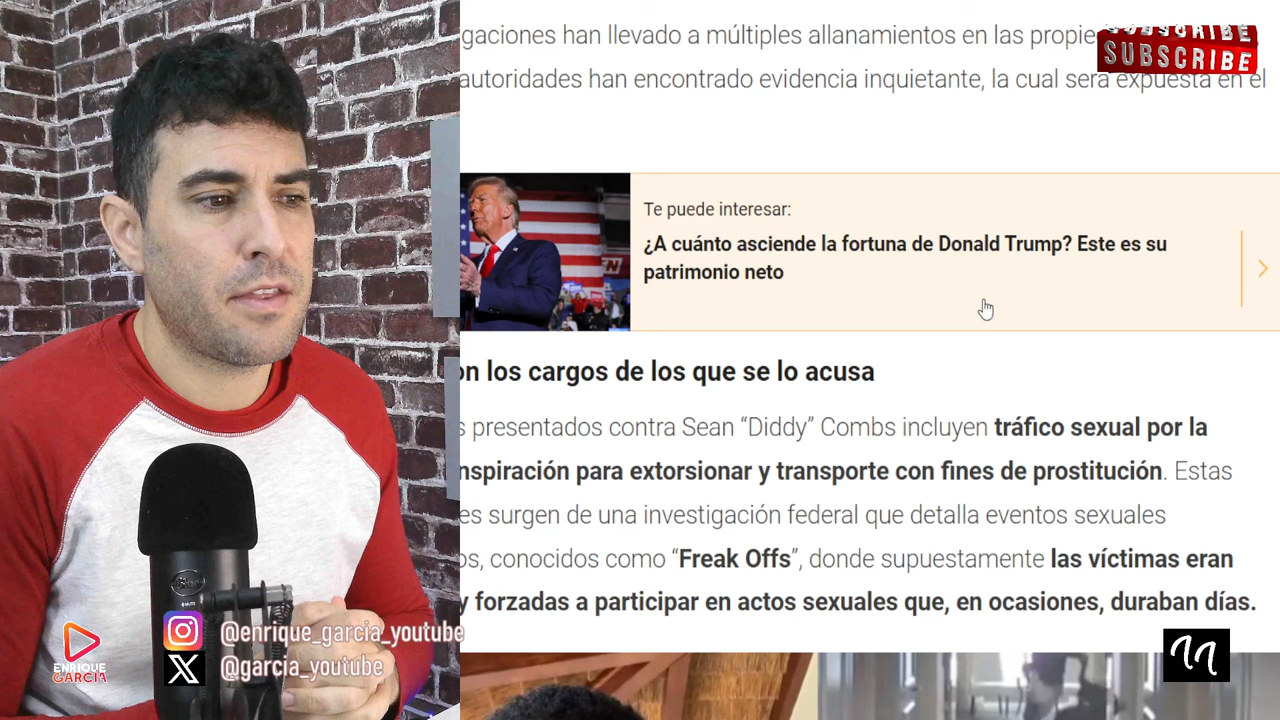 gaciones han llevado a múltiples allanamientos en las propie
SUBSCRIBE
SUBSCRIBE
autoridades han encontrado evidencia inquietante, la cual será expuesta en el
Te puede interesar:
¿A cuánto asciende la fortuna de Donald Trump? Este es su
patrimonio neto
on los cargos de los que se lo acusa
s presentados contra Sean “Diddy” Combs incluyen tráfico sexual por la
nspiración para extorsionar y transporte con fines de prostitución. Estas
es surgen de una investigación federal que detalla eventos sexuales
os, conocidos como “Freak Offs”, donde supuestamente las víctimas eran
y forzadas a participar en actos sexuales que, en ocasiones, duraban días.
@enrique_garcia_youtube
@garcia_youtube
ENRIQUE
GARCIA